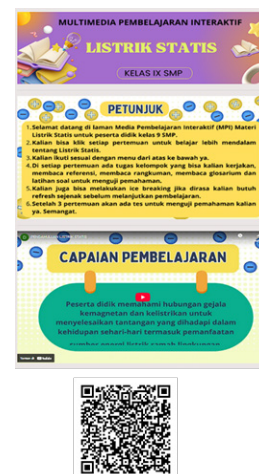 MULTIMEDIA PEMBELAJARAN INTERAKTIF
LISTRIK STATIS
KELAS IX SMP
PETUNJUK
1.Selamat datang di laman Media Pembelajaran Interaktif (MPI) Materi
Listrik Statis untuk peserta didik kelas 9 SMP.
2.Kalian bisa klik setiap pertemuan untuk belajar lebih mendalam
tentang Listrik Statis.
3.Kalian ikuti sesuai dengan menu dari atas ke bawah ya.
4.Di setiap pertemuan ada tugas kelompok yang bisa kalian kerjakan,
membaca referensi, membaca rangkuman, membaca glosarium dan
latihan soal untuk menguji pemahaman.
5.Kalian juga bisa melakukan ice breaking jika dirasa kalian butuh
refresh sejenak sebelum melanjutkan pembelajaran.
6.Setelah 3 pertemuan akan ada tes untuk menguji pemahaman kalian
ya. Semangat.
CAPAIAN PEMBELAJARAN
Peserta didik memahami hubungan gejala
kemagnetan dan kelistrikan untuk
menyelesaikan tantangan yang dihadapi dalam
kehidupan sehari-hari termasuk pemanfaatan
sumber energi listrik ramah lingkungan
YouTube